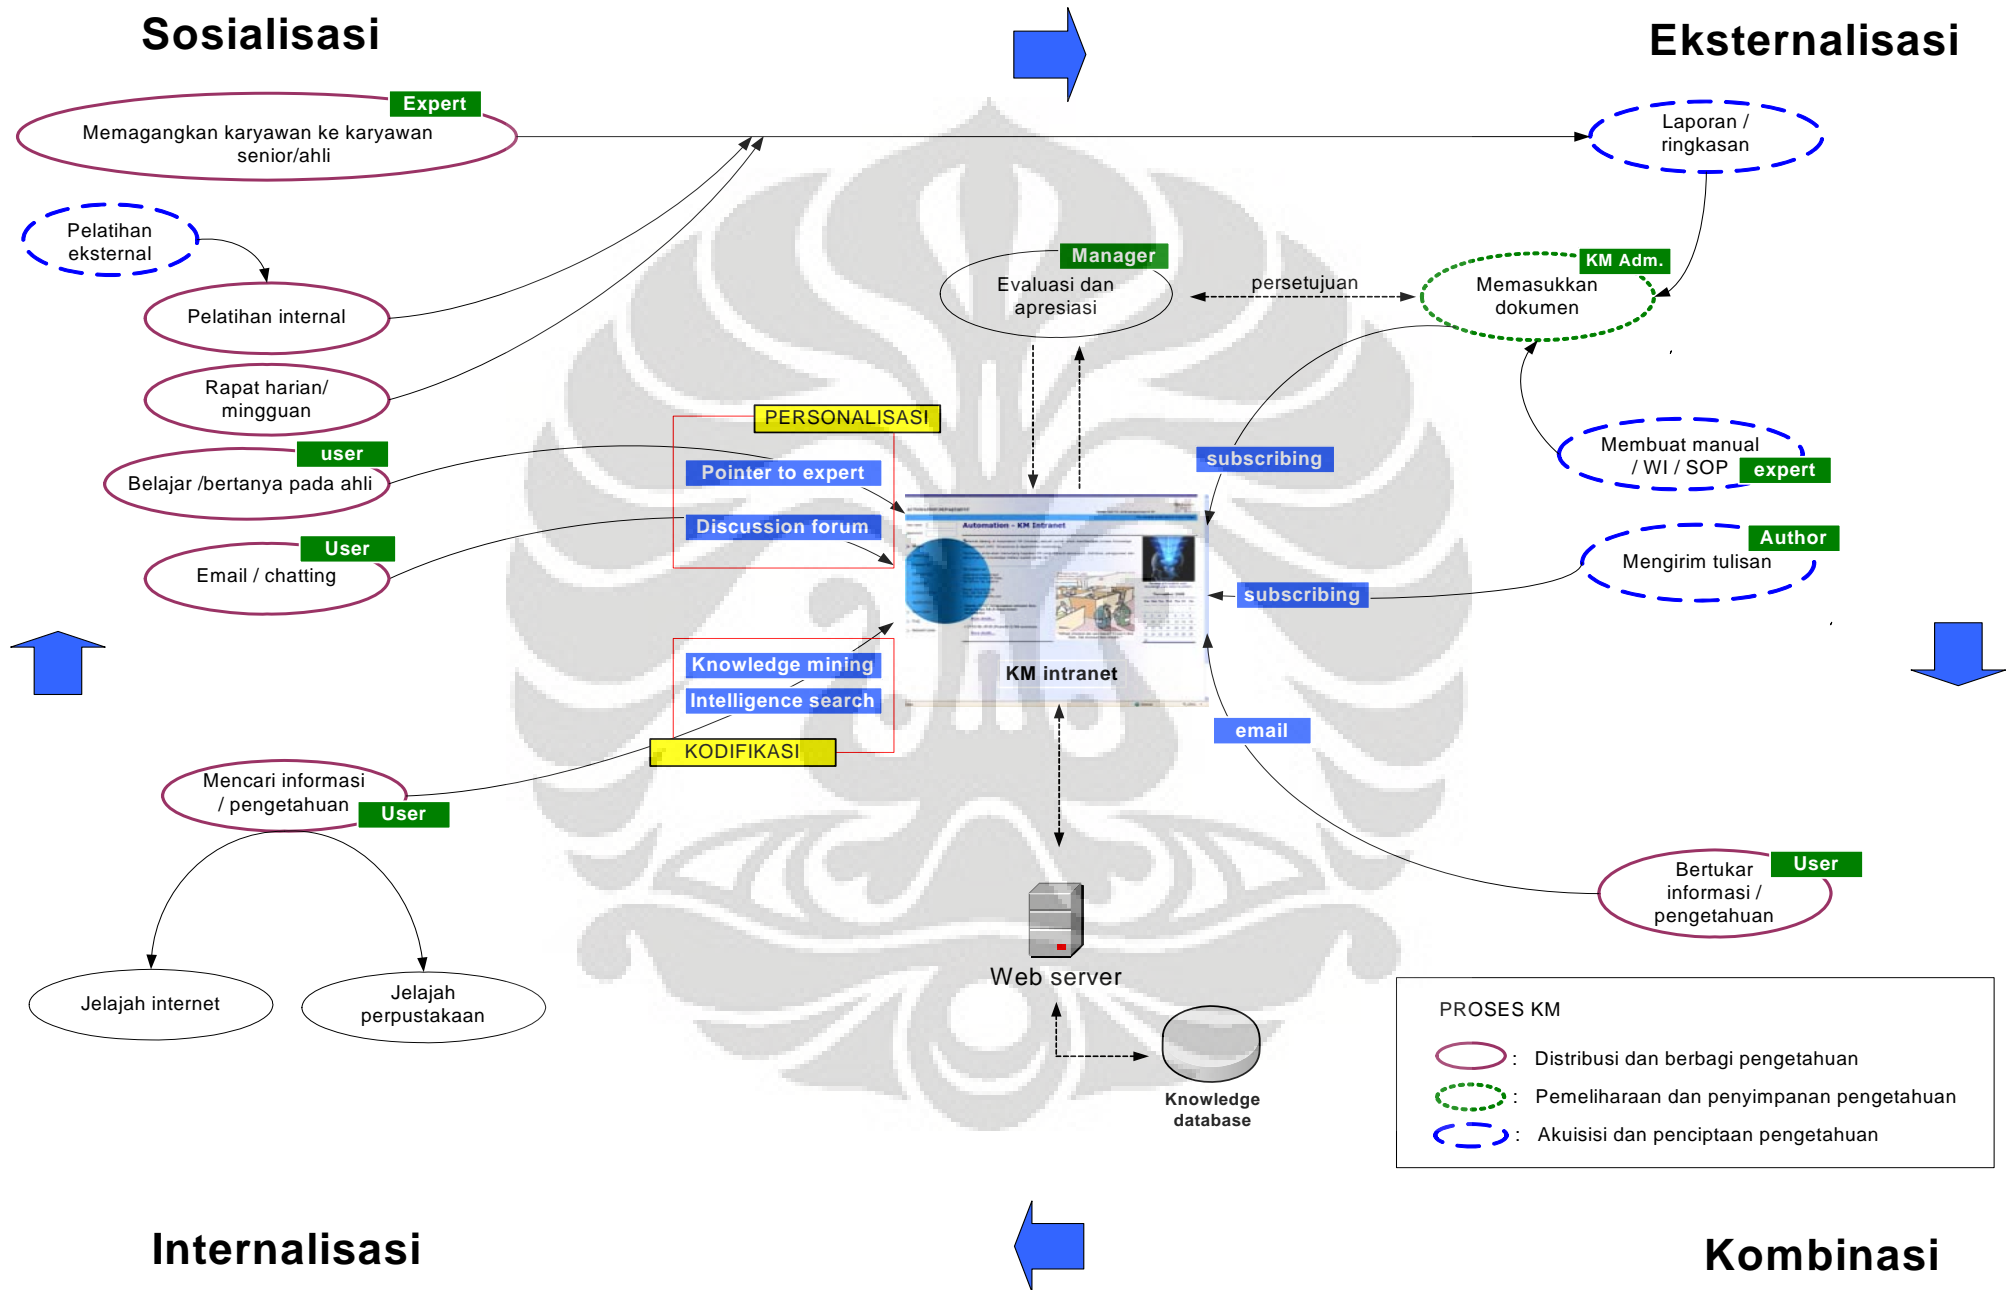 Sosialisasi
Eksternalisasi
Expert
Memagangkan karyawan ke karyawan
senior/ahli
Laporan /
ringkasan
Pelatihan
eksternal
Manager
Evaluasi dan
apresiasi
persetujuan
KM Adm.
Memasukkan
dokumen
Pelatihan internal
Rapat harian/
mingguan
PERSONALISASI
user
Belajar /bertanya pada ahli
Pointer to expert
subscribing
Membuat manual
/ WI / SOP
expert
Discussion forum
Automation - KM Intranet
User
Email / chatting
Author
Mengirim tulisan
subscribing
Knowledge mining
Intelligence search
KM intranet
email
KODIFIKASI
Mencari informasi
/ pengetahuan
User
User
Bertukar
informasi /
pengetahuan
Web server
Jelajah internet
Jelajah
perpustakaan
Knowledge
database
PROSES KM
: Distribusi dan berbagi pengetahuan
: Pemeliharaan dan penyimpanan pengetahuan
: Akuisisi dan penciptaan pengetahuan
Internalisasi
Kombinasi